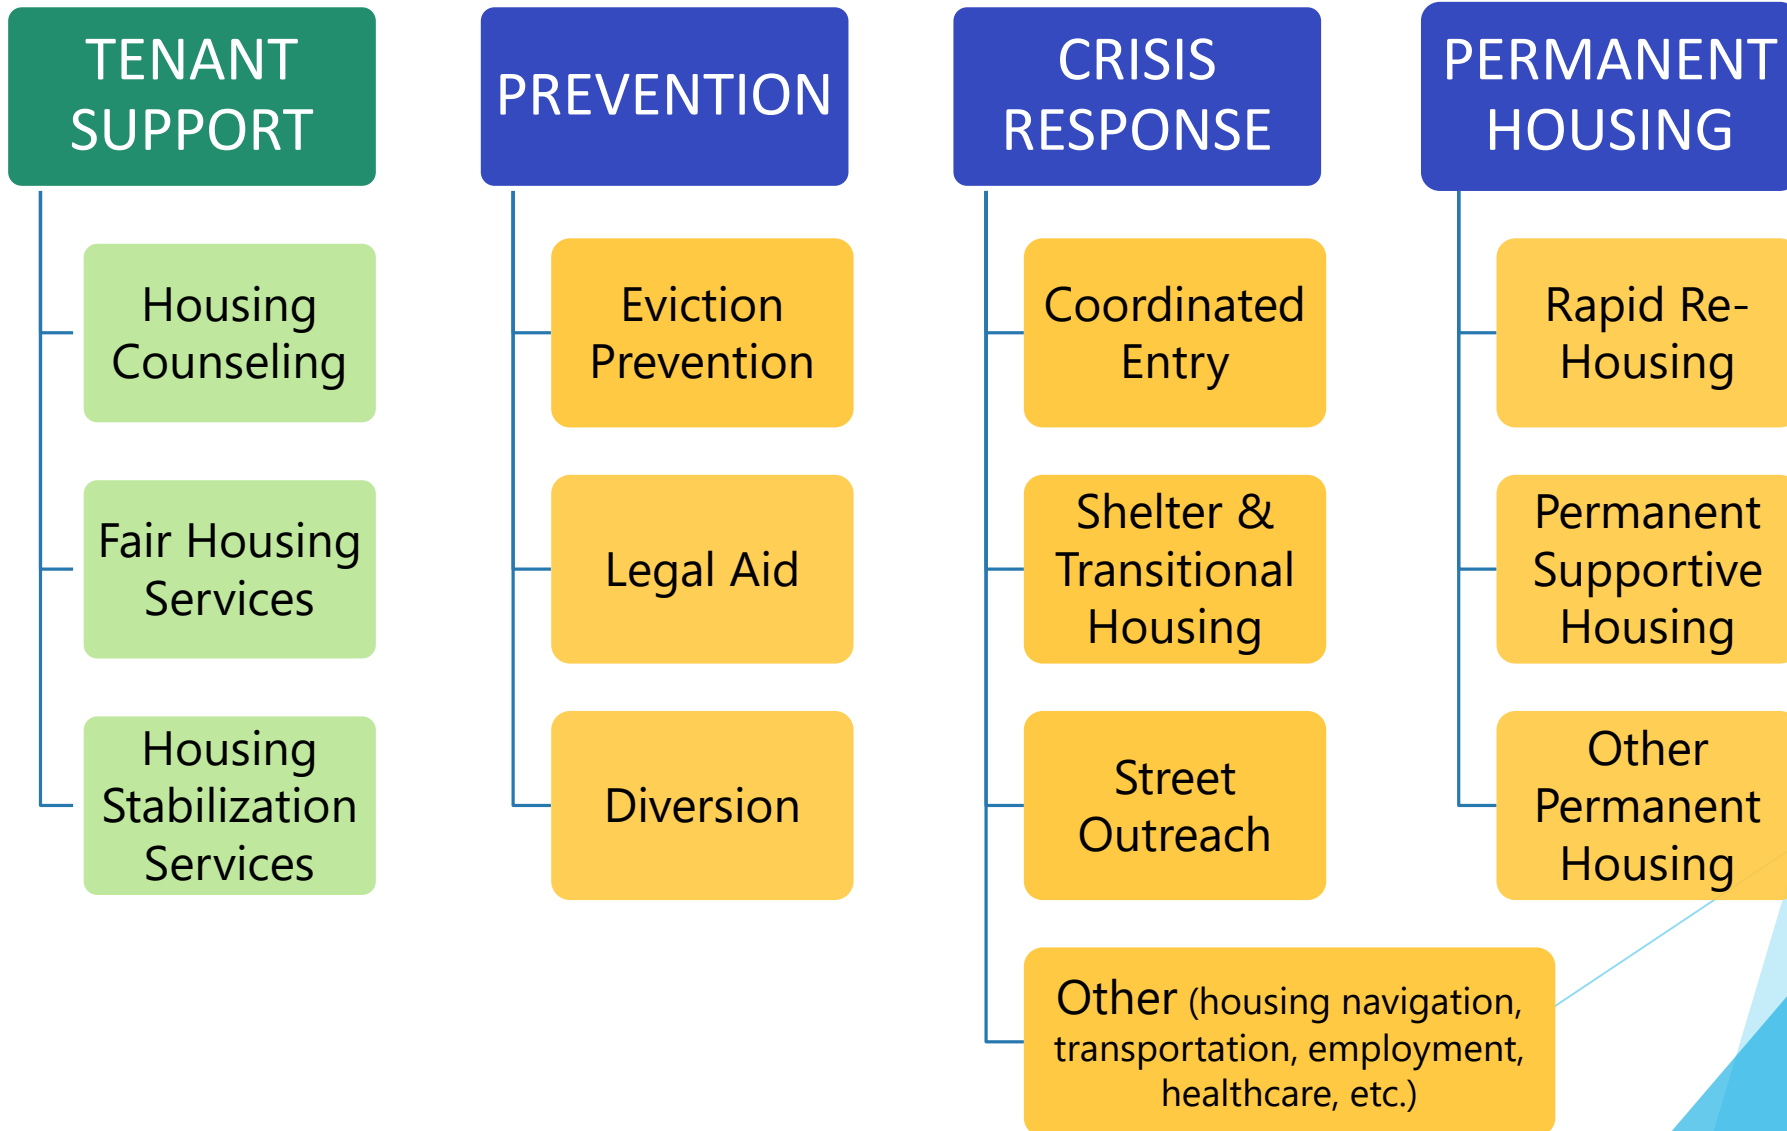 TENANT
SUPPORT
Housing
Counseling
Fair Housing
Services
Housing
Stabilization
Services
PREVENTION
Eviction
Prevention
Legal Aid
Diversion
CRISIS
RESPONSE
Coordinated
Entry
Shelter &
Transitional
Housing
Street
Outreach
Other (housing navigation,
transportation, employment,
healthcare, etc.)
PERMANENT
HOUSING
Rapid Re-
Housing
Permanent
Supportive
Housing
Other
Permanent
Housing